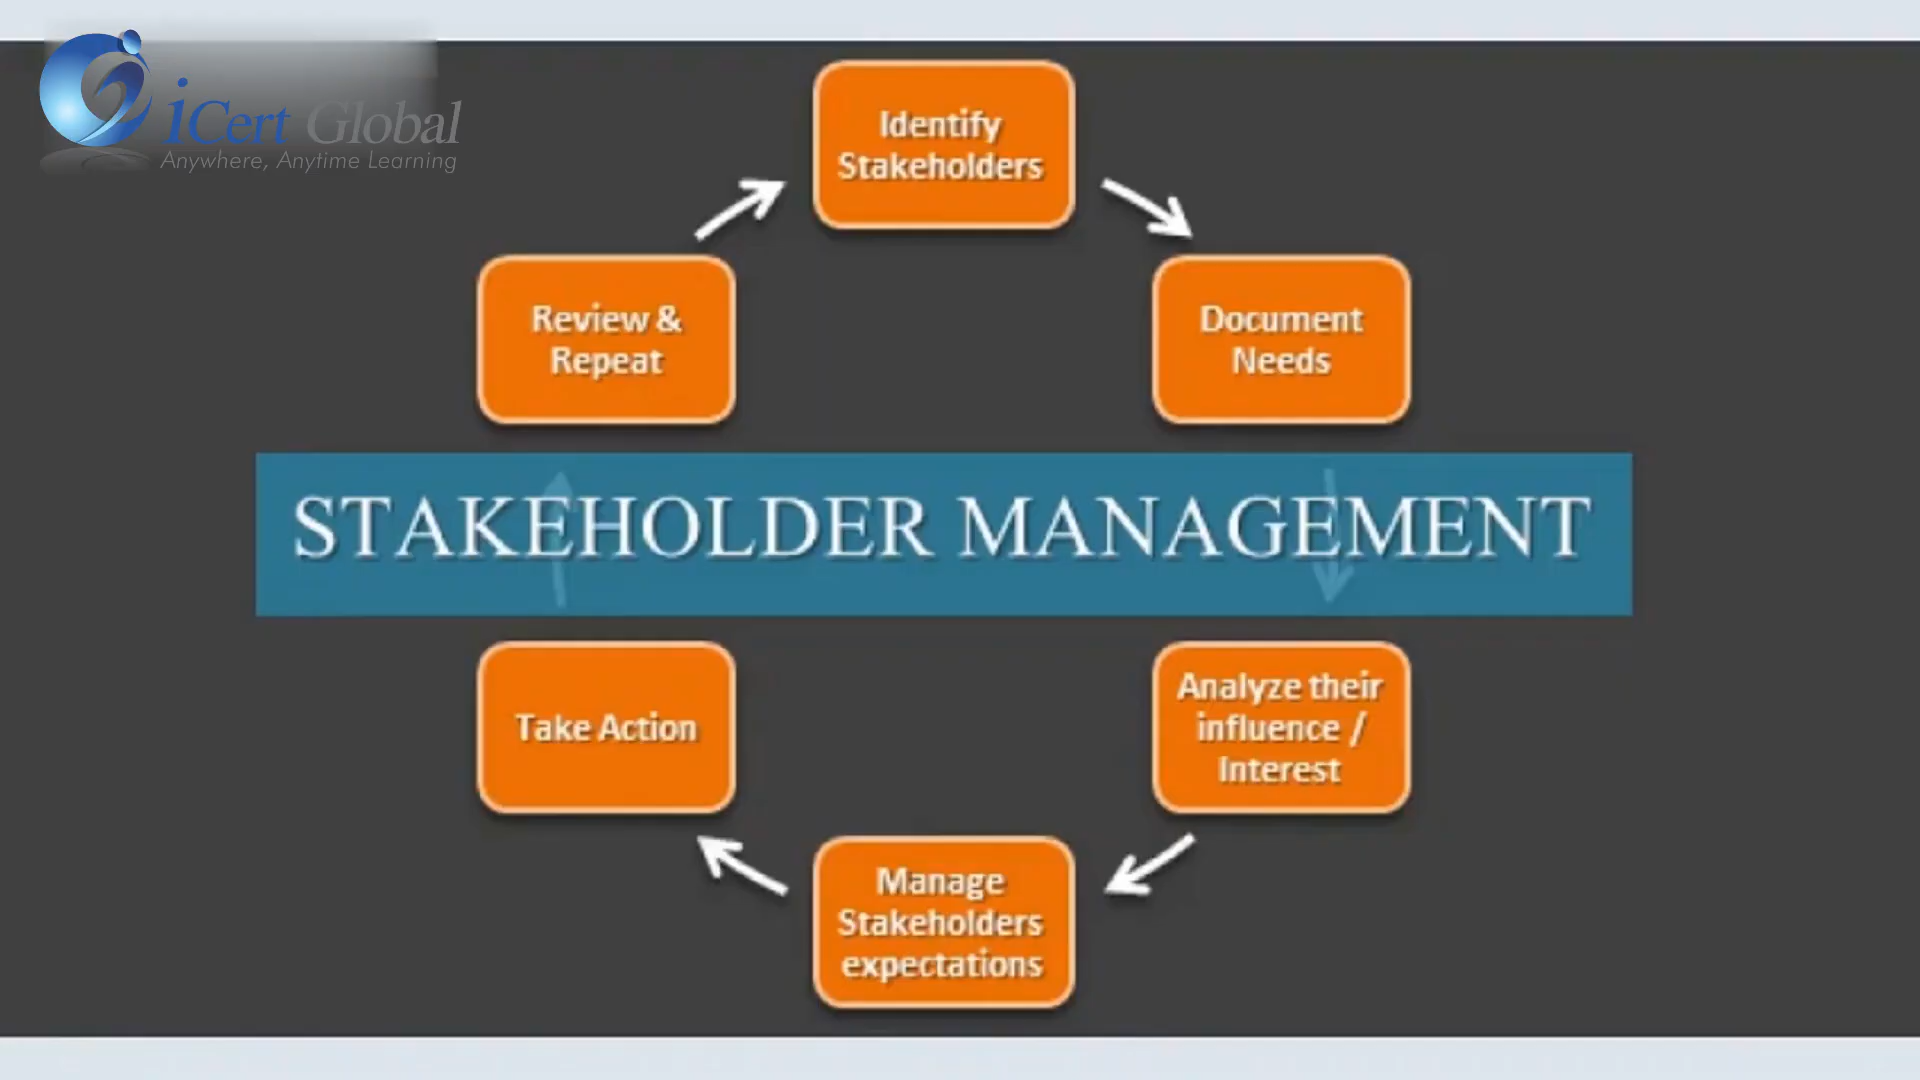 iCert Global
Anywhere, Anytime Learning
Identify
Stakeholders
Review &
Repeat
Document
Needs
STAKEHOLDER MANAGEMENT
Take Action
Analyze their
influence /
Interest
Manage
Stakeholders
expectations